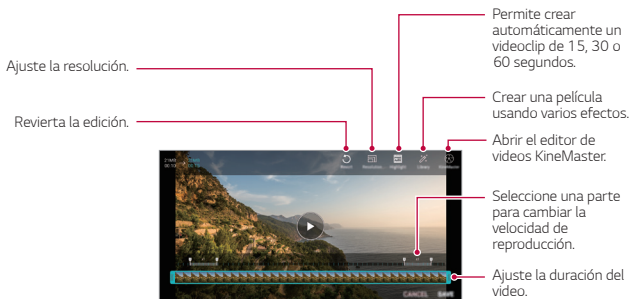 Permite crear
automáticamente un
videoclip de 15, 30 o
60 segundos.
Ajuste la resolución.
Crear una película
usando varios efectos.
Revierta la edición.
Abrir el editor de
videos KineMaster.
Seleccione una parte
para cambiar la
velocidad de
reproducción.
Ajuste la duración del
video.
CANCEL SAVE